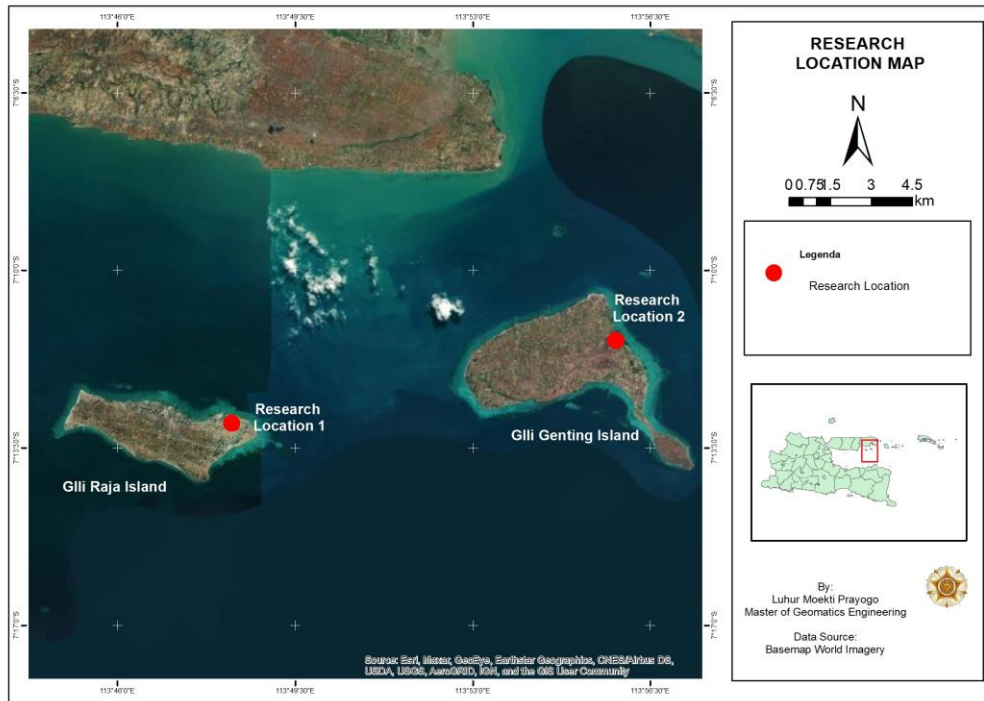 113°46'0"E
113°49'30"E
113°53'0"E
113°56'30"E
7°6'30"S
7°6'30"S
7°10'0"S
7°10'0"S
7°13'30"S
7°13'30"S
7°17'0"S
7°17'0"S
Research
Location 2
Research
Location 1
Glli Genting Island
Glli Raja Island
Source: Esri, Maxar, GeoEye, Earthstar Geographics, CNES/Airbus DS,
USDA, USGS, AeroGRID, IGN, and the GIS User Community
113°46'0"E
113°49'30"E
113°53'0"E
113°56'30"E
RESEARCH
LOCATION MAP
N
0 0.75 1.5 3 4.5
km
Legenda
Research Location
By:
Luhur Moekti Prayogo
Master of Geomatics Engineering
Data Source:
Basemap World Imagery